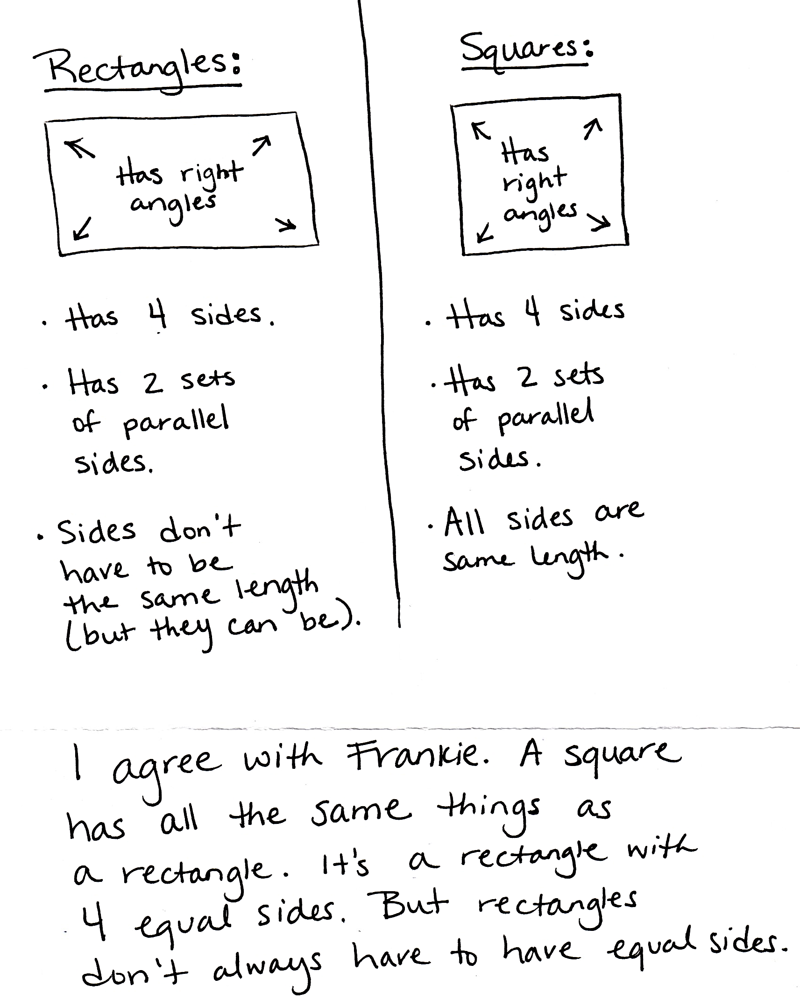 Rectangles:
Has right
angles
· Has 4 sides.
· Has 2 sets
of parallel
sides.
· Sides don't
have to be
the same length
(but they can be).
Squares:
Has
right
angles
· Has 4 sides
· Has 2 sets
of parallel
sides.
· All sides are
same length.
I agree with Frankie. A square
has all the same things as
a rectangle. It's a rectangle with
4 equal sides. But rectangles
don't always have to have equal sides.